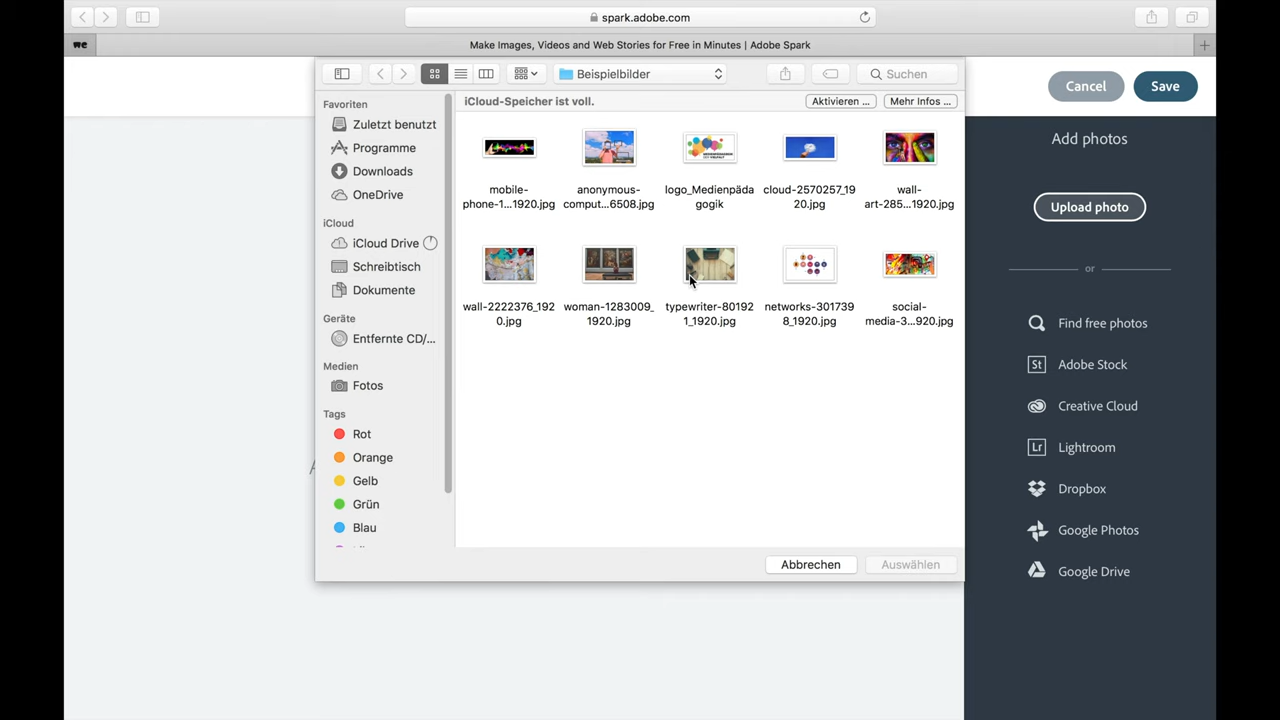 spark.adobe.com
we
Make Images, Videos and Web Stories for Free in Minutes | Adobe Spark
Beispielbilder
Suchen
Cancel
Save
Favoriten
Zuletzt benutzt
Programme
Downloads
OneDrive
iCloud
iCloud Drive
Schreibtisch
Dokumente
Geräte
Entfernte CD/...
Medien
Fotos
Tags
Rot
Orange
Gelb
Grün
Blau
iCloud-Speicher ist voll.
Aktivieren ...
Mehr Infos ...
mobile-
phone-1...1920.jpg
anonymous-
comput...6508.jpg
logo_Medienpäda
gogik
cloud-2570257_19
20.jpg
wall-
art-285...1920.jpg
wall-2222376_192
0.jpg
woman-1283009_
1920.jpg
typewriter-80192
1_1920.jpg
networks-301739
8_1920.jpg
social-
media-3...920.jpg
Abbrechen
Auswählen
Add photos
Upload photo
or
Find free photos
St Adobe Stock
Creative Cloud
Lr Lightroom
Dropbox
Google Photos
Google Drive